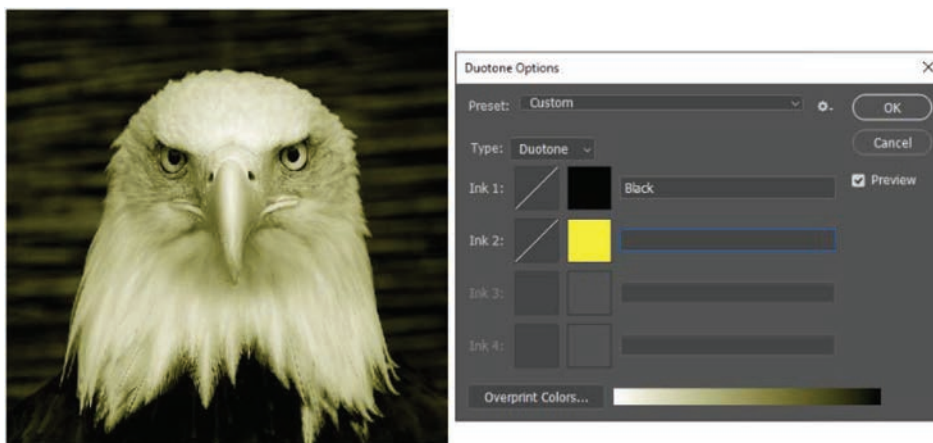 Duotone Options
Preset: Custom
OK
Type: Duotone
Cancel
Ink 1: Black
Preview
Ink 2:
Ink 3:
Ink 4:
Overprint Colors...